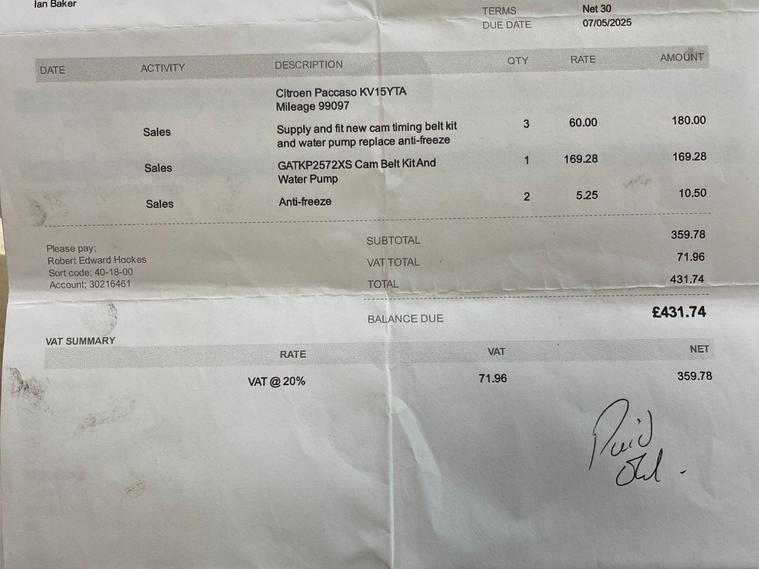 Ian Baker
TERMS Net 30
DUE DATE 07/05/2025
DATE ACTIVITY DESCRIPTION QTY RATE AMOUNT
Citroen Paccaso KV15YTA
Mileage 99097
Sales Supply and fit new cam timing belt kit 3 60.00 180.00
and water pump replace anti-freeze
Sales GATKP2572XS Cam Belt Kit And 1 169.28 169.28
Water Pump
Sales Anti-freeze 2 5.25 10.50
Please pay; SUBTOTAL 359.78
Robert Edward Hookes
Sort code; 40-18-00 VAT TOTAL 71.96
Account; 30216461 TOTAL 431.74
BALANCE DUE £431.74
VAT SUMMARY
RATE VAT NET
VAT @ 20% 71.96 359.78
Paid